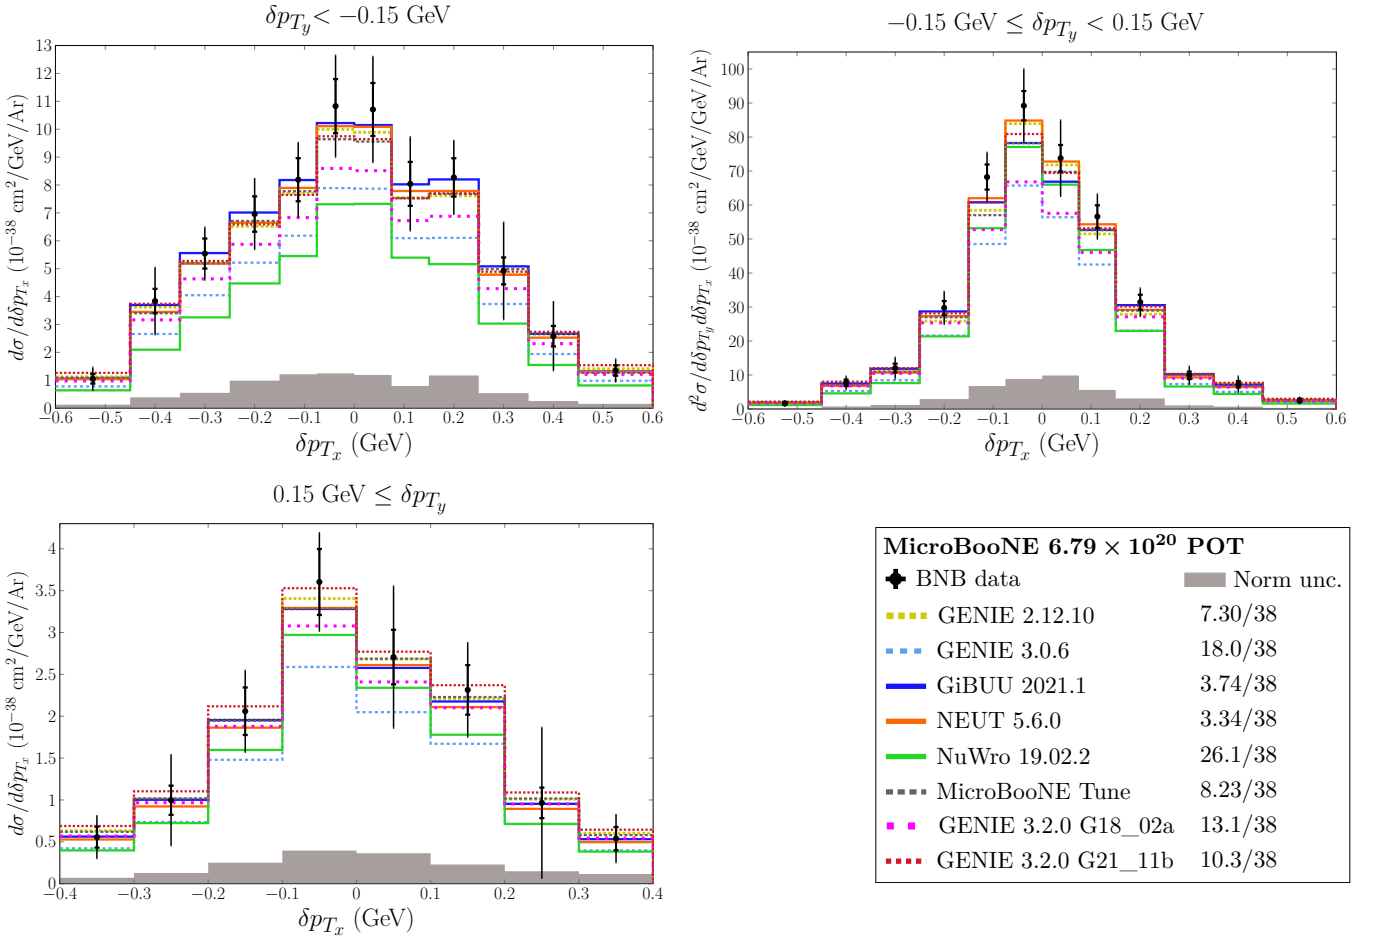 δp_{T_y} < −0.15 GeV
dσ/dδp_{T_x} (10^{−38} cm²/GeV/Ar)
13
12
11
10
9
8
7
6
5
4
3
2
1
0
−0.6 −0.5 −0.4 −0.3 −0.2 −0.1 0 0.1 0.2 0.3 0.4 0.5 0.6
δp_{T_x} (GeV)
−0.15 GeV ≤ δp_{T_y} < 0.15 GeV
d²σ/dδp_{T_y}dδp_{T_x} (10^{−38} cm²/GeV/GeV/Ar)
100
90
80
70
60
50
40
30
20
10
0
−0.6 −0.5 −0.4 −0.3 −0.2 −0.1 0 0.1 0.2 0.3 0.4 0.5 0.6
δp_{T_x} (GeV)
0.15 GeV ≤ δp_{T_y}
dσ/dδp_{T_x} (10^{−38} cm²/GeV/Ar)
4
3.5
3
2.5
2
1.5
1
0.5
0
−0.4 −0.3 −0.2 −0.1 0 0.1 0.2 0.3 0.4
δp_{T_x} (GeV)
MicroBooNE 6.79 × 10^{20} POT
BNB data Norm unc.
GENIE 2.12.10 7.30/38
GENIE 3.0.6 18.0/38
GiBUU 2021.1 3.74/38
NEUT 5.6.0 3.34/38
NuWro 19.02.2 26.1/38
MicroBooNE Tune 8.23/38
GENIE 3.2.0 G18_02a 13.1/38
GENIE 3.2.0 G21_11b 10.3/38